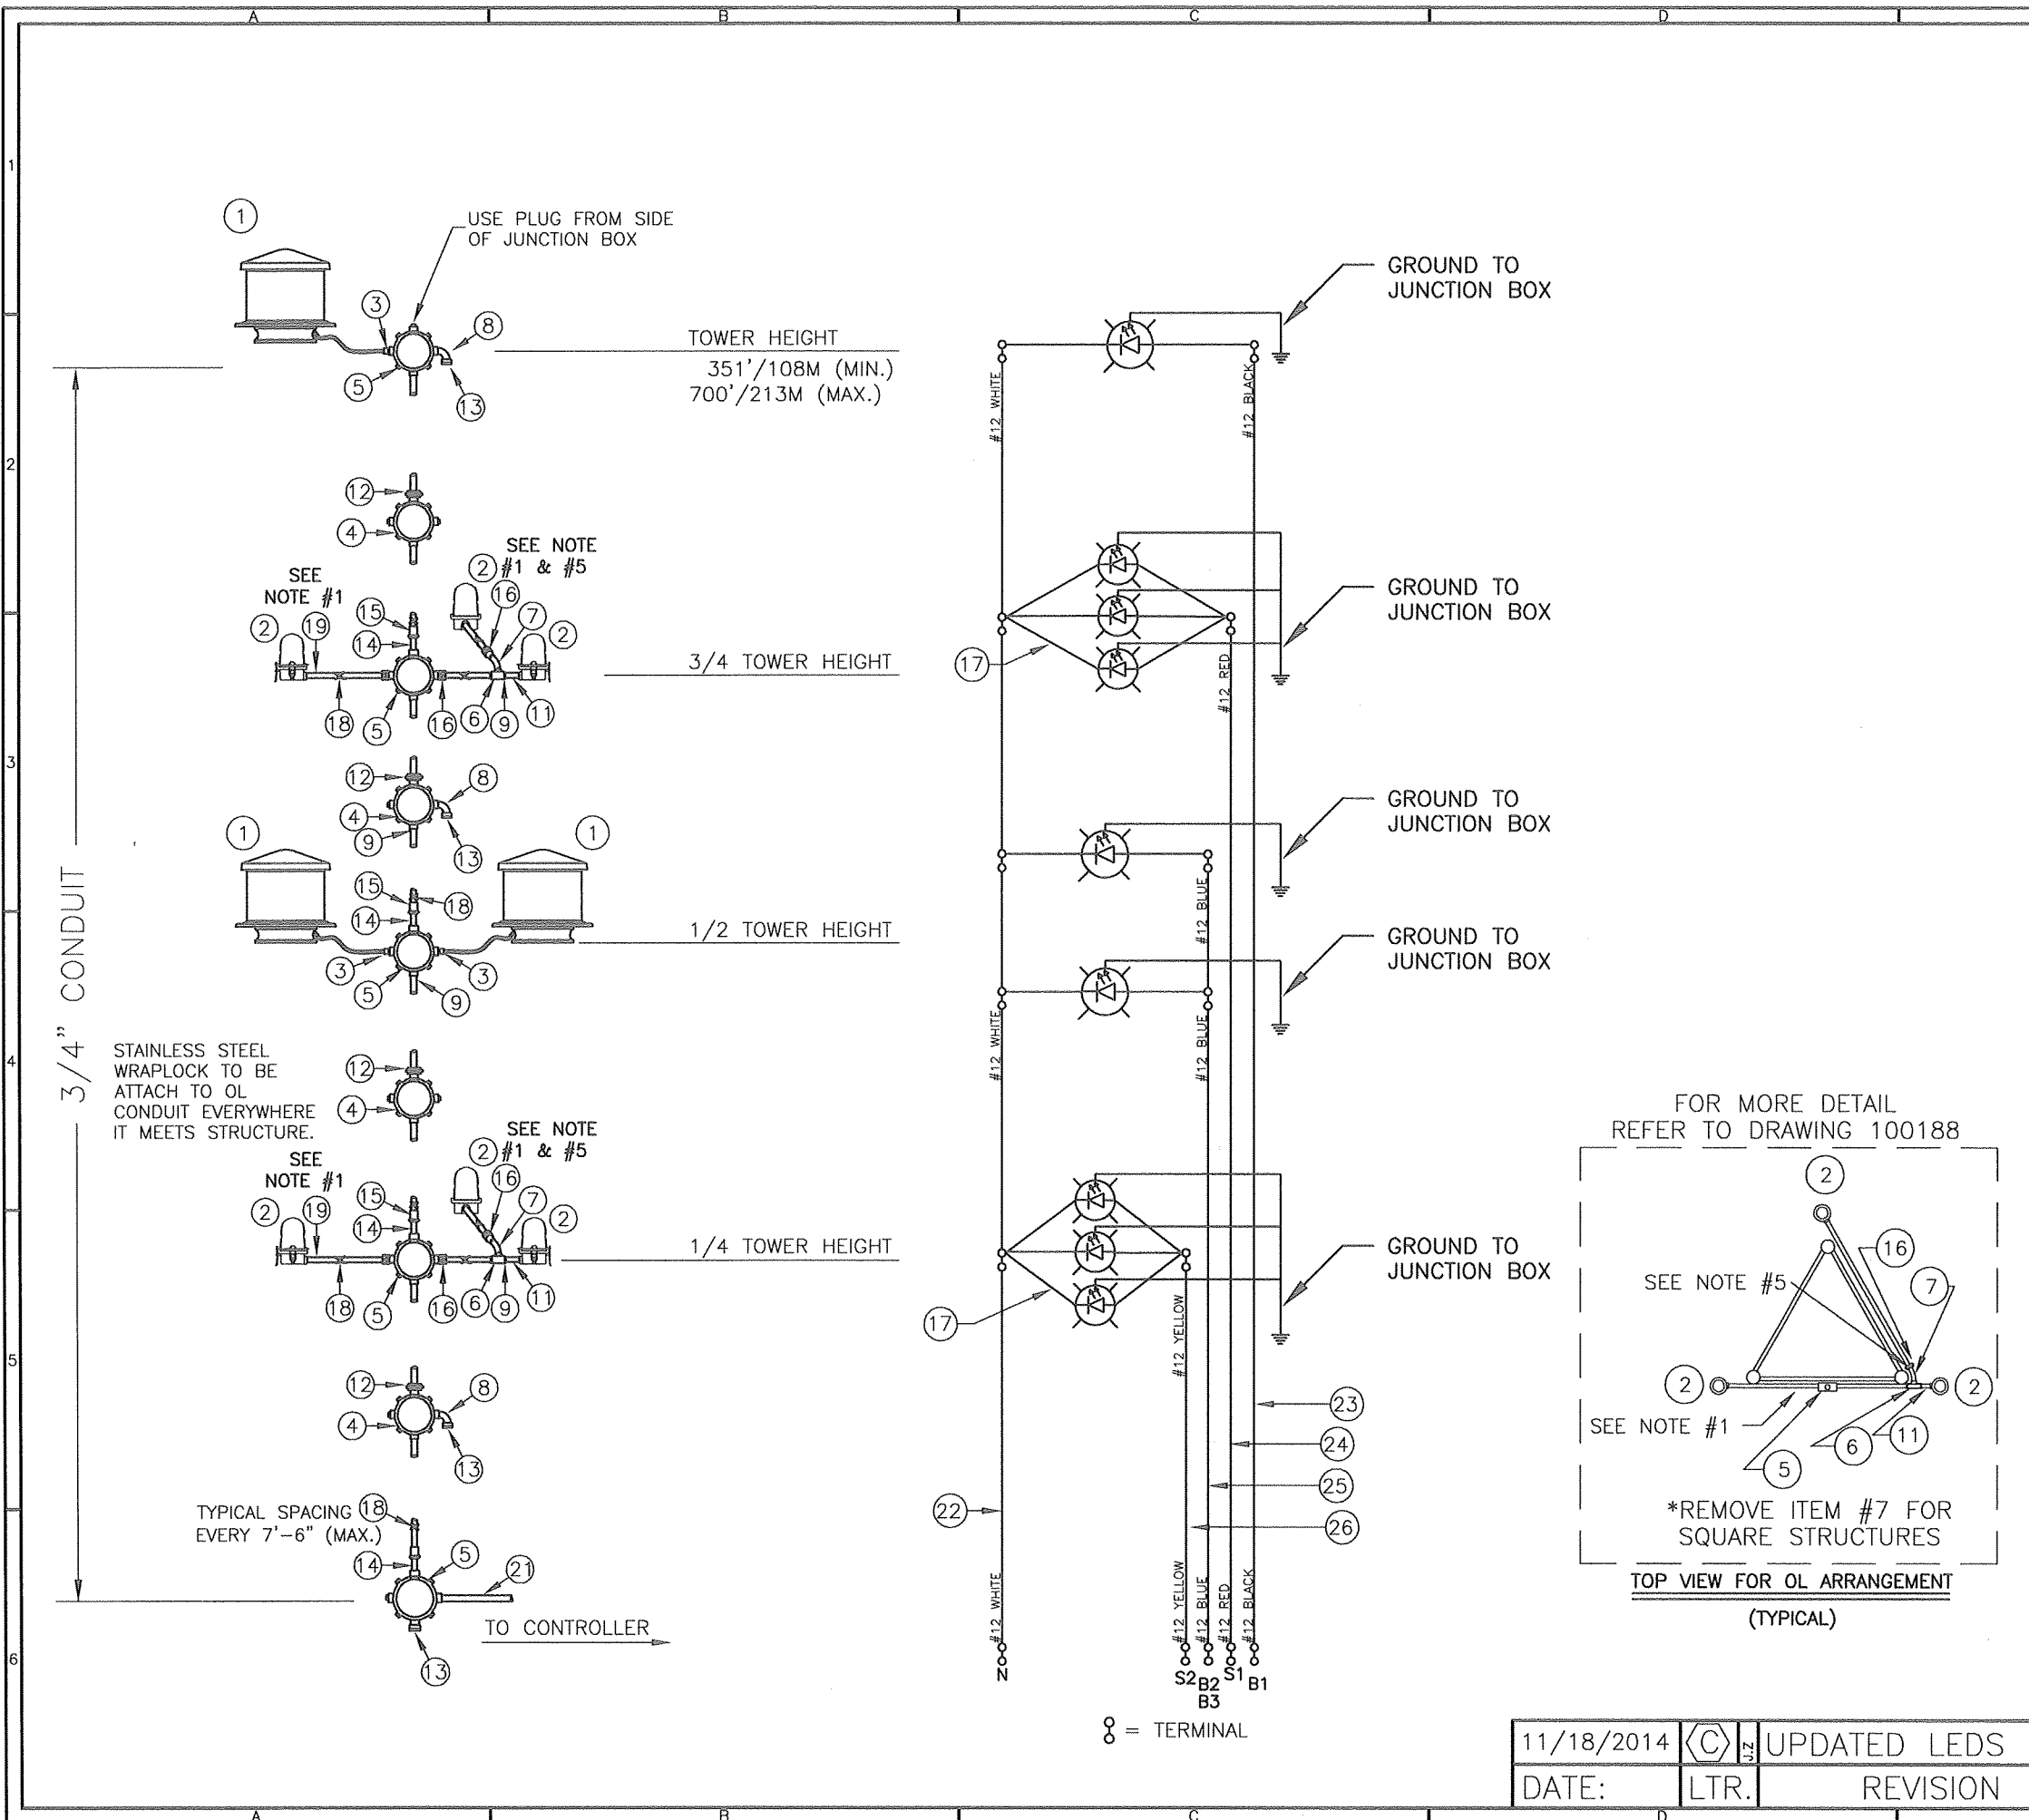 A B C D
1
1
USE PLUG FROM SIDE
OF JUNCTION BOX
3
8
5
13
TOWER HEIGHT
351'/108M (MIN.)
700'/213M (MAX.)
GROUND TO
JUNCTION BOX
#12 WHITE
#12 BLACK
2
12
4
SEE NOTE
#1 & #5
2
SEE
NOTE #1
2
19
15
14
16
7
2
18
5
16
6
9
11
3/4 TOWER HEIGHT
17
#12 RED
GROUND TO
JUNCTION BOX
3
12
8
4
9
13
1
1
15
18
14
3
3
5
9
1/2 TOWER HEIGHT
GROUND TO
JUNCTION BOX
#12 BLUE
GROUND TO
JUNCTION BOX
#12 WHITE
#12 BLUE
3/4" CONDUIT
4
STAINLESS STEEL
WRAPLOCK TO BE
ATTACH TO OL
CONDUIT EVERYWHERE
IT MEETS STRUCTURE.
12
4
SEE NOTE
#1 & #5
2
SEE
NOTE #1
2
19
15
14
16
7
2
18
5
16
6
9
11
1/4 TOWER HEIGHT
17
#12 YELLOW
GROUND TO
JUNCTION BOX
5
12
8
4
13
23
24
25
26
22
TYPICAL SPACING
EVERY 7'-6" (MAX.)
18
14
5
21
TO CONTROLLER
13
6
#12 WHITE
#12 YELLOW
#12 BLUE
#12 RED
#12 BLACK
N
S2
B2
B3
S1
B1
= TERMINAL
FOR MORE DETAIL
REFER TO DRAWING 100188
2
16
SEE NOTE #5
7
2
2
SEE NOTE #1
5
6
11
*REMOVE ITEM #7 FOR
SQUARE STRUCTURES
TOP VIEW FOR OL ARRANGEMENT
(TYPICAL)
11/18/2014 C J.Z UPDATED LEDS
DATE: LTR. REVISION
A B C D